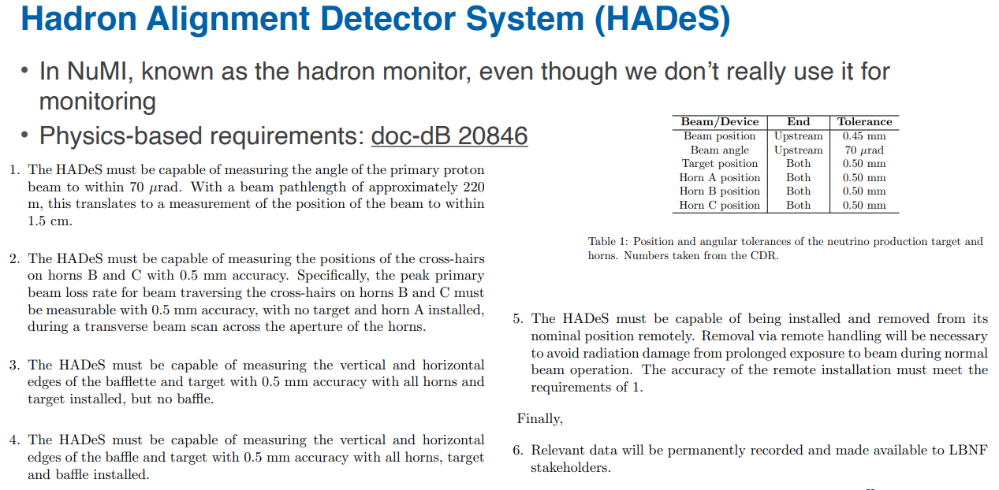 Hadron Alignment Detector System (HADeS)
• In NuMI, known as the hadron monitor, even though we don't really use it for
monitoring
• Physics-based requirements: doc-dB 20846
1. The HADeS must be capable of measuring the angle of the primary proton
beam to within 70 μrad. With a beam pathlength of approximately 220
m, this translates to a measurement of the position of the beam to within
1.5 cm.
2. The HADeS must be capable of measuring the positions of the cross-hairs
on horns B and C with 0.5 mm accuracy. Specifically, the peak primary
beam loss rate for beam traversing the cross-hairs on horns B and C must
be measurable with 0.5 mm accuracy, with no target and horn A installed,
during a transverse beam scan across the aperture of the horns.
3. The HADeS must be capable of measuring the vertical and horizontal
edges of the bafflette and target with 0.5 mm accuracy with all horns and
target installed, but no baffle.
4. The HADeS must be capable of measuring the vertical and horizontal
edges of the baffle and target with 0.5 mm accuracy with all horns, target
and baffle installed.
Beam/Device End Tolerance
Beam position Upstream 0.45 mm
Beam angle Upstream 70 μrad
Target position Both 0.50 mm
Horn A position Both 0.50 mm
Horn B position Both 0.50 mm
Horn C position Both 0.50 mm
Table 1: Position and angular tolerances of the neutrino production target and
horns. Numbers taken from the CDR.
5. The HADeS must be capable of being installed and removed from its
nominal position remotely. Removal via remote handling will be necessary
to avoid radiation damage from prolonged exposure to beam during normal
beam operation. The accuracy of the remote installation must meet the
requirements of 1.
Finally,
6. Relevant data will be permanently recorded and made available to LBNF
stakeholders.